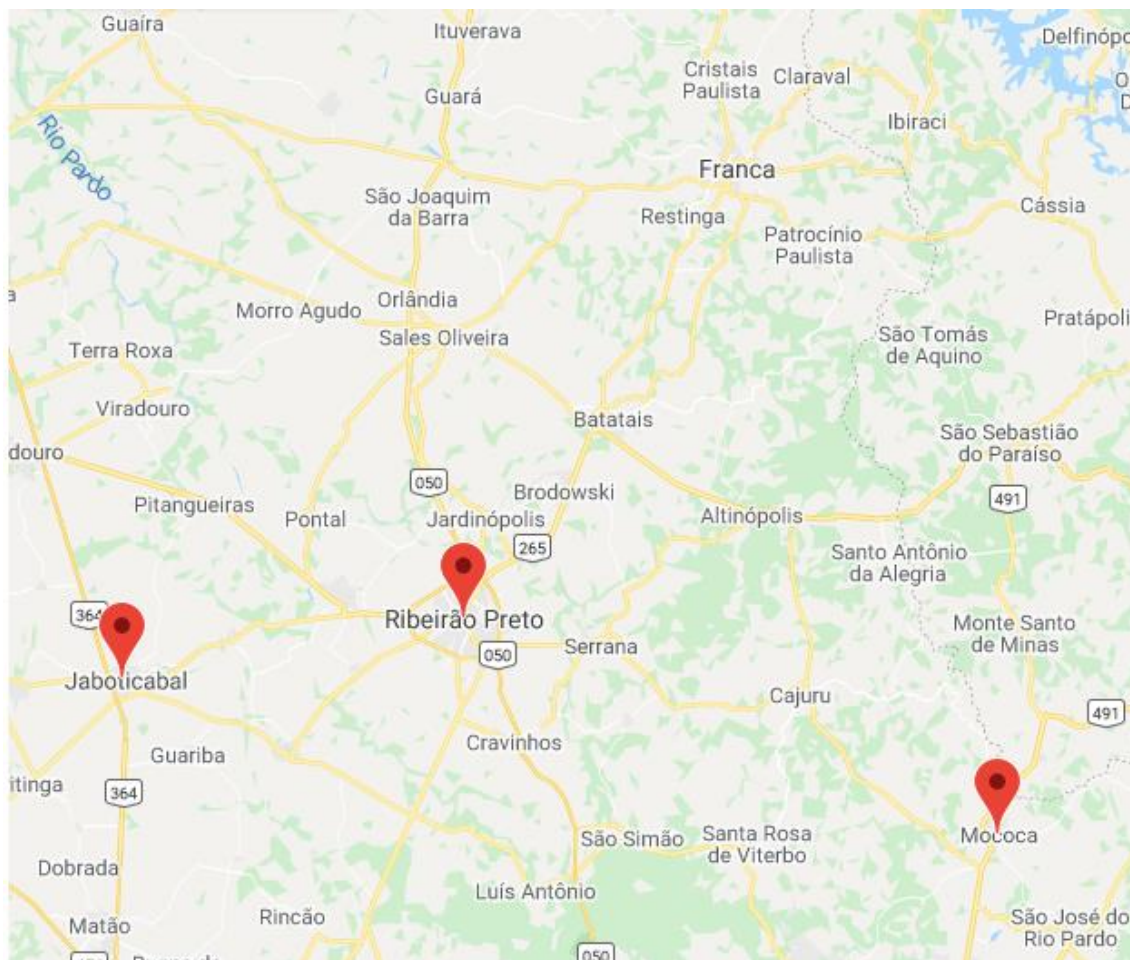 Guaíra
Ituverava
Delfinópo
Cristais
Paulista
Claraval
O
D
Guará
Ibiraci
Rio Pardo
Franca
São Joaquim
da Barra
Restinga
Cássia
Patrocínio
Paulista
a
Orlândia
Morro Agudo
Pratápoli
Sales Oliveira
São Tomás
de Aquino
Terra Roxa
Viradouro
Batatais
São Sebastião
do Paraíso
douro
050
Brodowski
491
Pitangueiras
Pontal
Jardinópolis
Altinópolis
265
Santo Antônio
da Alegria
364
Ribeirão Preto
Monte Santo
de Minas
Serrana
050
Jaboticabal
Cajuru
491
Cravinhos
Guariba
itinga
364
São Simão
Santa Rosa
de Viterbo
Mococa
Dobrada
Luís Antônio
Rincão
Matão
São José do
Rio Pardo
050